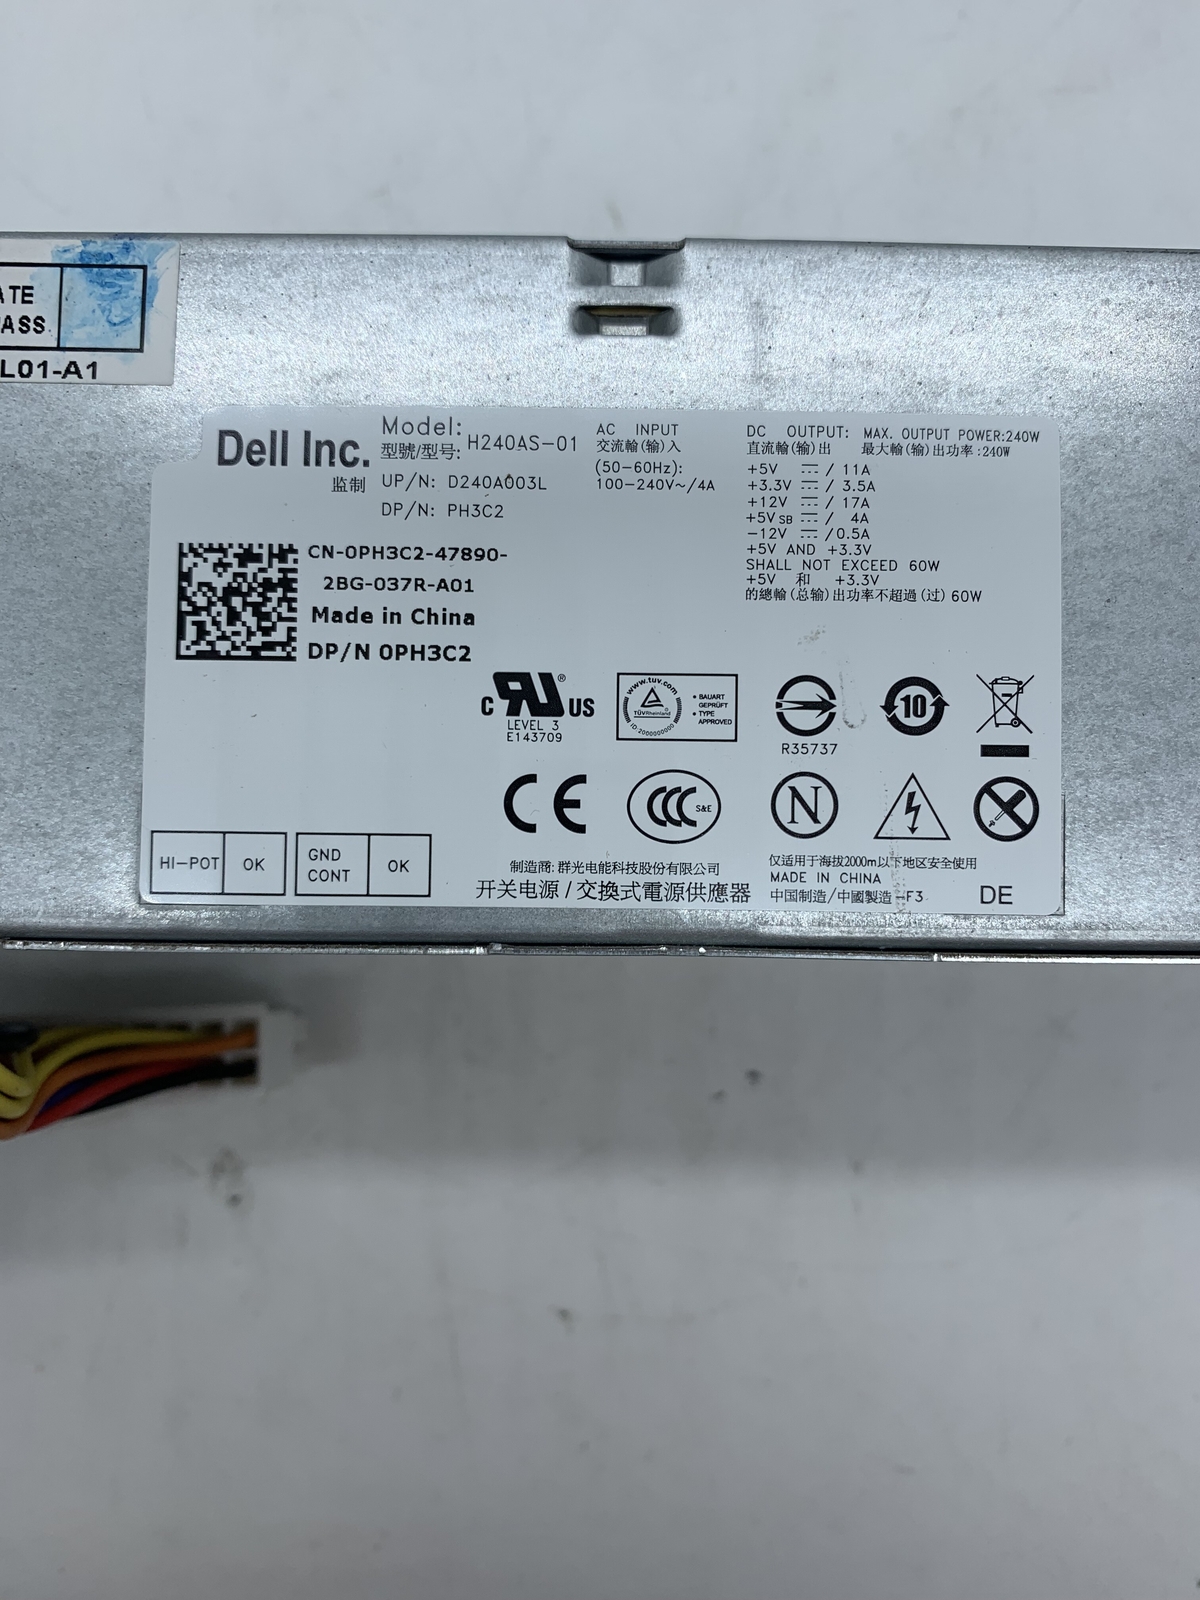 ATE
ASS
L01-A1
Dell Inc.
监制
Model:
型號/型号: H240AS-01
UP/N: D240A003L
DP/N: PH3C2
AC INPUT
交流輸(输)入
(50-60Hz):
100-240V~/4A
DC OUTPUT: MAX. OUTPUT POWER:240W
直流輸(输)出 最大輸(输)出功率:240W
+5V ⎓ / 11A
+3.3V ⎓ / 3.5A
+12V ⎓ / 17A
+5VSB ⎓ / 4A
-12V ⎓ /0.5A
+5V AND +3.3V
SHALL NOT EXCEED 60W
+5V 和 +3.3V
的總輸(总输)出功率不超過(过)60W
CN-0PH3C2-47890-
2BG-037R-A01
Made in China
DP/N 0PH3C2
c RU® US
LEVEL 3
E143709
www.tuv.com
TÜVRheinland
ID:2000000000
• BAUART
GEPRÜFT
• TYPE
APPROVED
R35737
10
CE
CCC S&E
N
HI-POT OK
GND
CONT OK
制造商: 群光电能科技股份有限公司
开关电源/交換式電源供應器
仅适用于海拔2000m以下地区安全使用
MADE IN CHINA
中国制造/中國製造 -F3
DE